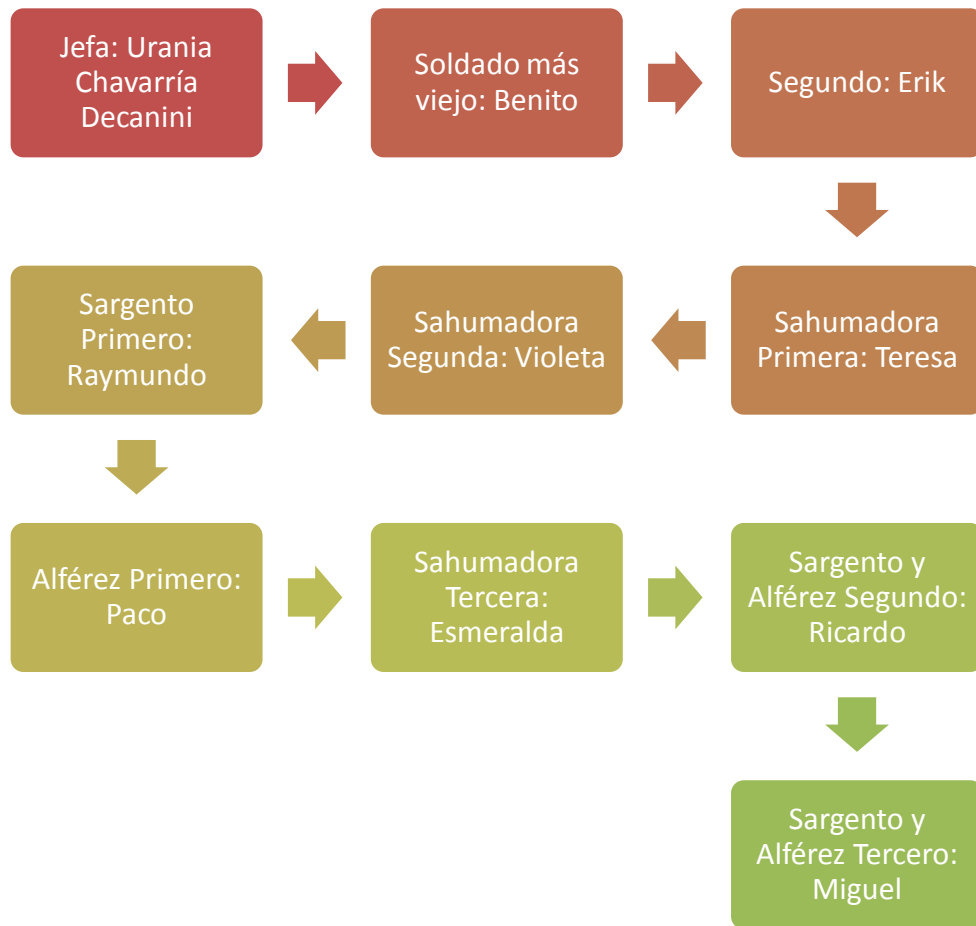 Jefa: Urania
Chavarría
Decanini
Soldado más
viejo: Benito
Segundo: Erik
Sahumadora
Primera: Teresa
Sahumadora
Segunda: Violeta
Sargento
Primero:
Raymundo
Alférez Primero:
Paco
Sahumadora
Tercera:
Esmeralda
Sargento y
Alférez Segundo:
Ricardo
Sargento y
Alférez Tercero:
Miguel